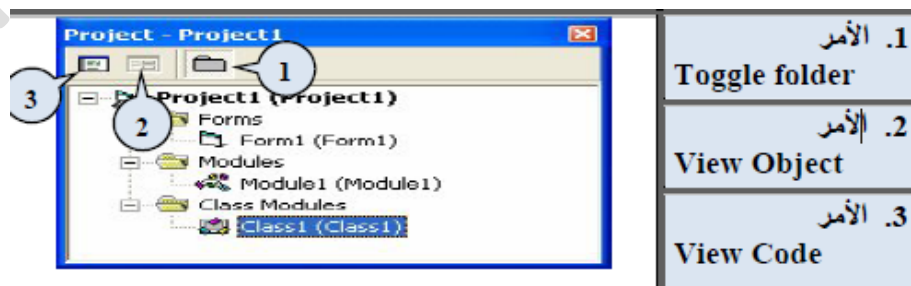 Project - Project1
1
3
2
Project1 (Project1)
Forms
Form1 (Form1)
Modules
Module1 (Module1)
Class Modules
Class1 (Class1)
1. الأمر
Toggle folder
2. الأمر
View Object
3. الأمر
View Code